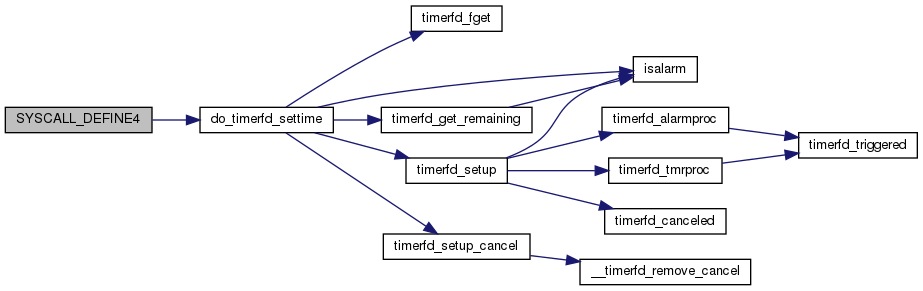 timerfd_fget
isalarm
SYSCALL_DEFINE4
do_timerfd_settime
timerfd_get_remaining
timerfd_alarmproc
timerfd_triggered
timerfd_setup
timerfd_tmrproc
timerfd_canceled
timerfd_setup_cancel
__timerfd_remove_cancel